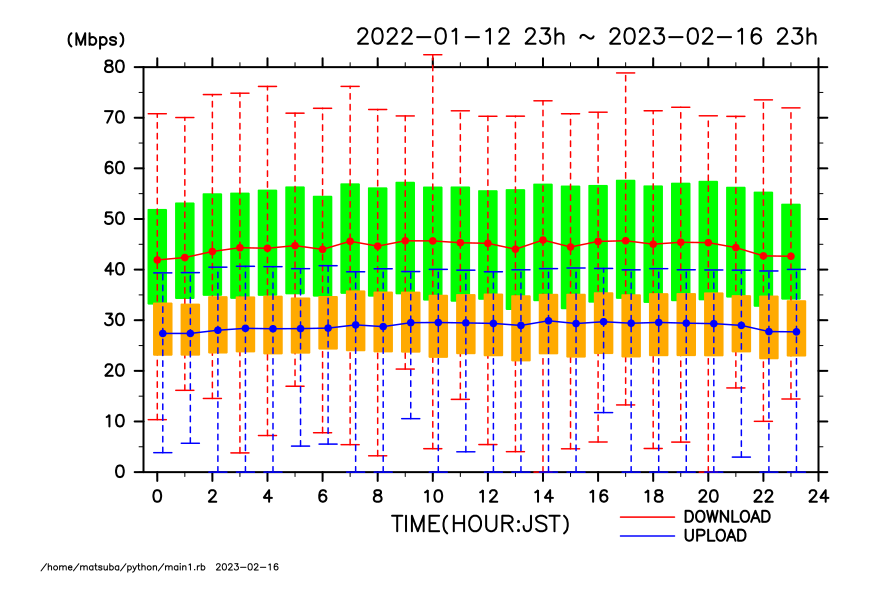 (Mbps)
2022-01-12 23h ~ 2023-02-16 23h
80
70
60
50
40
30
20
10
0
0 2 4 6 8 10 12 14 16 18 20 22 24
TIME(HOUR:JST)
DOWNLOAD
UPLOAD
/home/matsuba/python/main1.rb 2023-02-16